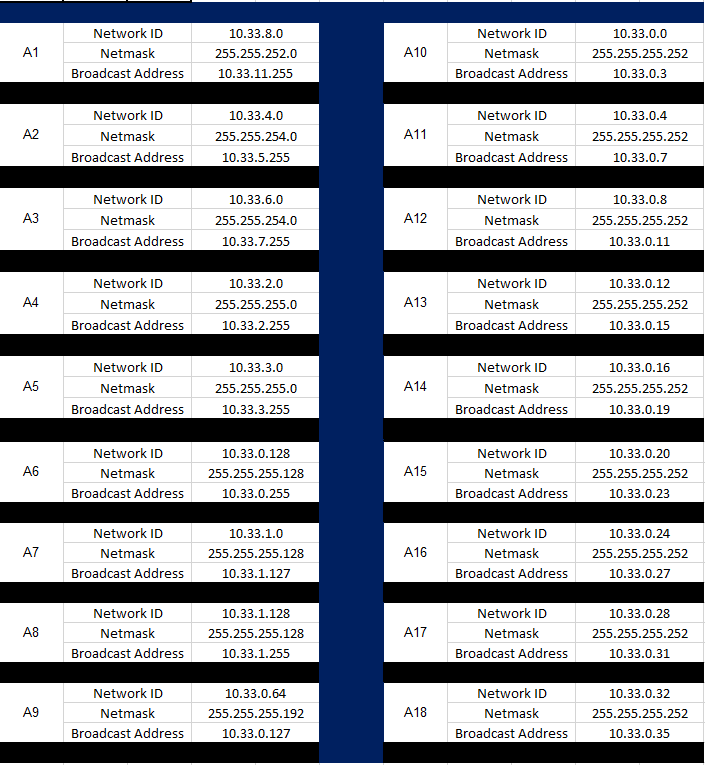 A1
Network ID 10.33.8.0
Netmask 255.255.252.0
Broadcast Address 10.33.11.255
A2
Network ID 10.33.4.0
Netmask 255.255.254.0
Broadcast Address 10.33.5.255
A3
Network ID 10.33.6.0
Netmask 255.255.254.0
Broadcast Address 10.33.7.255
A4
Network ID 10.33.2.0
Netmask 255.255.255.0
Broadcast Address 10.33.2.255
A5
Network ID 10.33.3.0
Netmask 255.255.255.0
Broadcast Address 10.33.3.255
A6
Network ID 10.33.0.128
Netmask 255.255.255.128
Broadcast Address 10.33.0.255
A7
Network ID 10.33.1.0
Netmask 255.255.255.128
Broadcast Address 10.33.1.127
A8
Network ID 10.33.1.128
Netmask 255.255.255.128
Broadcast Address 10.33.1.255
A9
Network ID 10.33.0.64
Netmask 255.255.255.192
Broadcast Address 10.33.0.127
A10
Network ID 10.33.0.0
Netmask 255.255.255.252
Broadcast Address 10.33.0.3
A11
Network ID 10.33.0.4
Netmask 255.255.255.252
Broadcast Address 10.33.0.7
A12
Network ID 10.33.0.8
Netmask 255.255.255.252
Broadcast Address 10.33.0.11
A13
Network ID 10.33.0.12
Netmask 255.255.255.252
Broadcast Address 10.33.0.15
A14
Network ID 10.33.0.16
Netmask 255.255.255.252
Broadcast Address 10.33.0.19
A15
Network ID 10.33.0.20
Netmask 255.255.255.252
Broadcast Address 10.33.0.23
A16
Network ID 10.33.0.24
Netmask 255.255.255.252
Broadcast Address 10.33.0.27
A17
Network ID 10.33.0.28
Netmask 255.255.255.252
Broadcast Address 10.33.0.31
A18
Network ID 10.33.0.32
Netmask 255.255.255.252
Broadcast Address 10.33.0.35